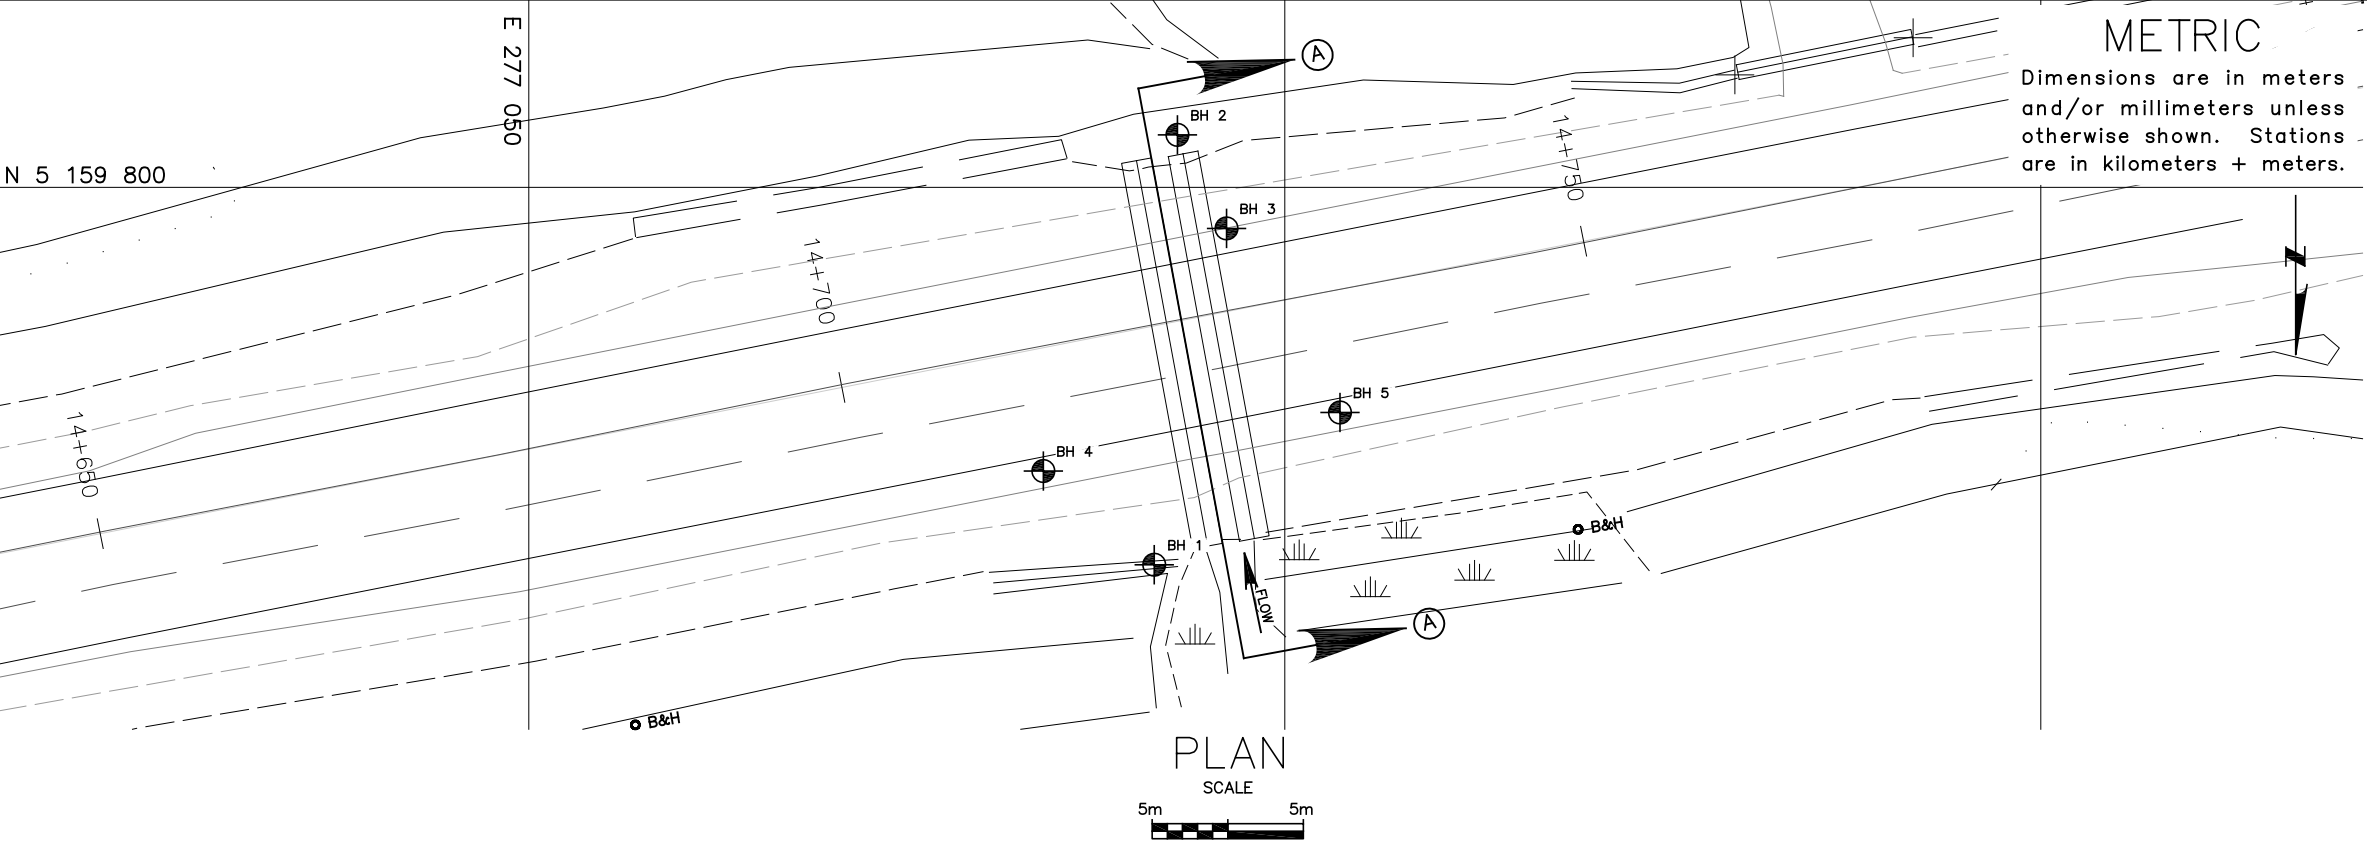 E 277 050
N 5 159 800
A
METRIC
Dimensions are in meters
and/or millimeters unless
otherwise shown. Stations
are in kilometers + meters.
BH 2
14+750
BH 3
14+700
N
BH 5
14+650
BH 4
B&H
BH 1
FLOW
A
B&H
PLAN
SCALE
5m 5m